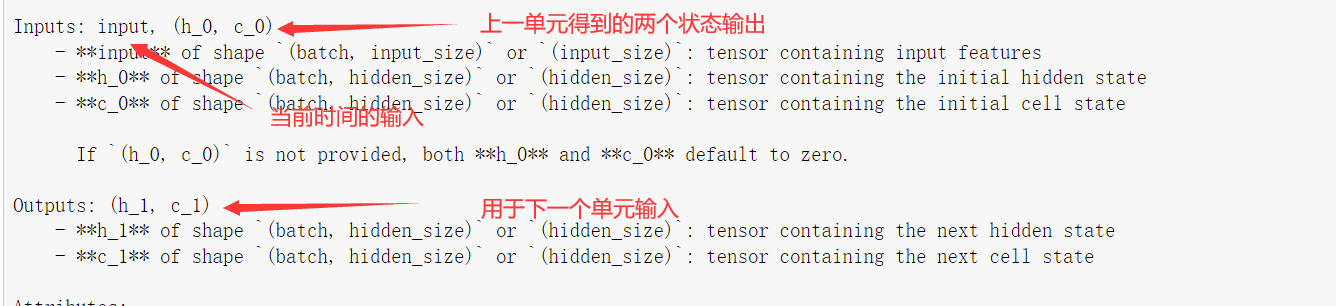 Inputs: input, (h_0, c_0) 上一单元得到的两个状态输出
- **input** of shape `(batch, input_size)` or `(input_size)`: tensor containing input features
- **h_0** of shape `(batch, hidden_size)` or `(hidden_size)`: tensor containing the initial hidden state
- **c_0** of shape `(batch, hidden_size)` or `(hidden_size)`: tensor containing the initial cell state
当前时间的输入
If `(h_0, c_0)` is not provided, both **h_0** and **c_0** default to zero.
Outputs: (h_1, c_1) 用于下一个单元输入
- **h_1** of shape `(batch, hidden_size)` or `(hidden_size)`: tensor containing the next hidden state
- **c_1** of shape `(batch, hidden_size)` or `(hidden_size)`: tensor containing the next cell state